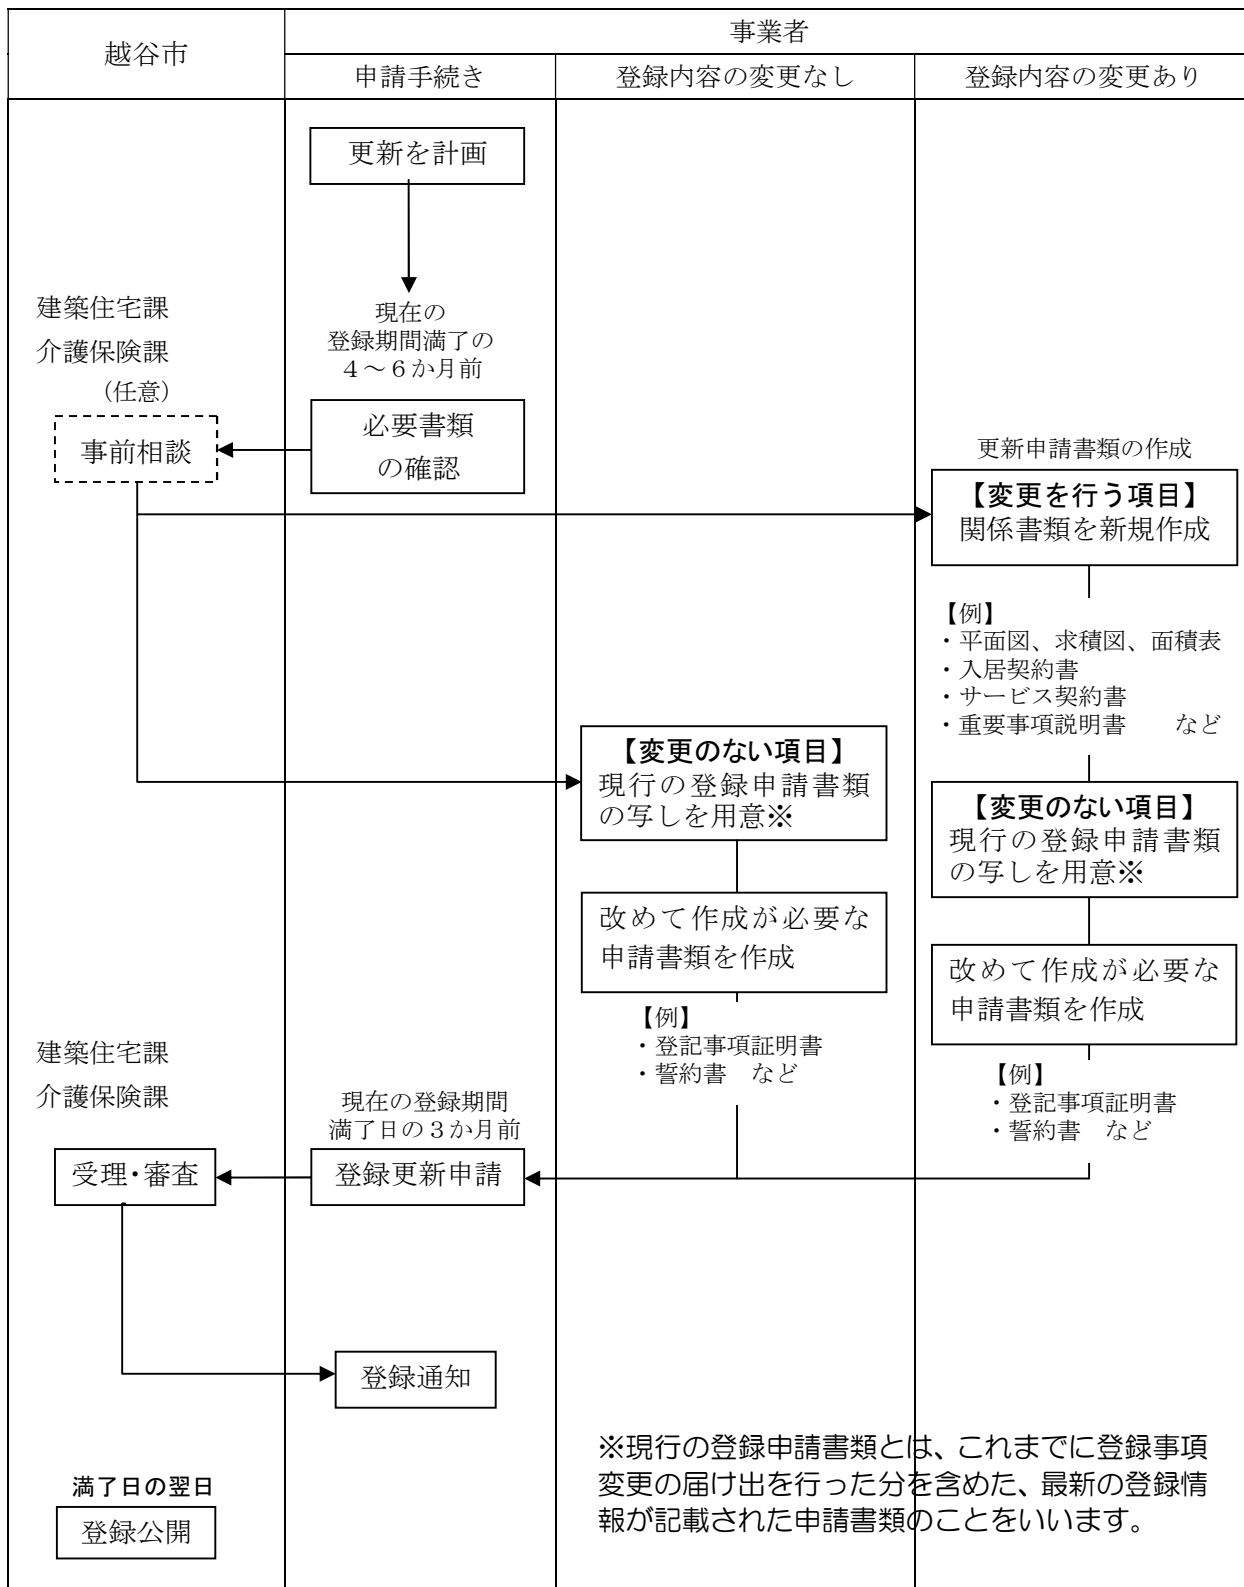 越谷市
事業者
申請手続き
登録内容の変更なし
登録内容の変更あり
更新を計画
現在の
登録期間満了の
４～６か月前
建築住宅課
介護保険課
（任意）
事前相談
必要書類
の確認
更新申請書類の作成
【変更を行う項目】
関係書類を新規作成
【例】
・平面図、求積図、面積表
・入居契約書
・サービス契約書
・重要事項説明書　　など
【変更のない項目】
現行の登録申請書類
の写しを用意※
【変更のない項目】
現行の登録申請書類
の写しを用意※
改めて作成が必要な
申請書類を作成
改めて作成が必要な
申請書類を作成
【例】
・登記事項証明書
・誓約書　など
【例】
・登記事項証明書
・誓約書　など
建築住宅課
介護保険課
現在の登録期間
満了日の３か月前
受理・審査
登録更新申請
登録通知
※現行の登録申請書類とは、これまでに登録事項
変更の届け出を行った分を含めた、最新の登録情
報が記載された申請書類のことをいいます。
満了日の翌日
登録公開